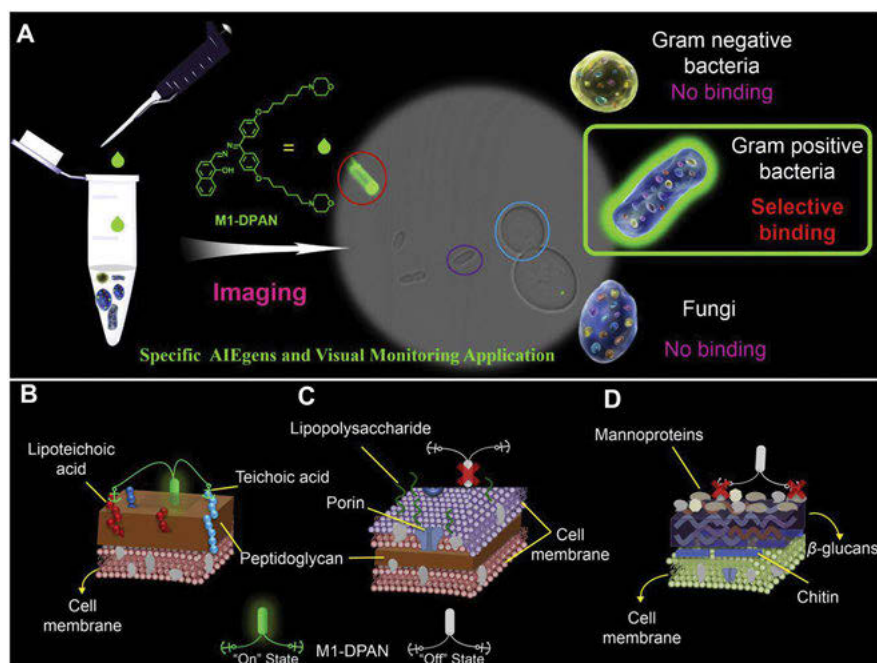 A
Gram negative
bacteria
No binding
Gram positive
bacteria
Selective
binding
Fungi
No binding
N
O
O
N-N
OH
O
N
O
=
M1-DPAN
Imaging
Specific AIEgens and Visual Monitoring Application
B
Lipoteichoic
acid
Teichoic acid
Peptidoglycan
Cell
membrane
C
Lipopolysaccharide
Porin
Cell
membrane
D
Mannoproteins
β-glucans
Chitin
Cell
membrane
"On" State
M1-DPAN
"Off" State